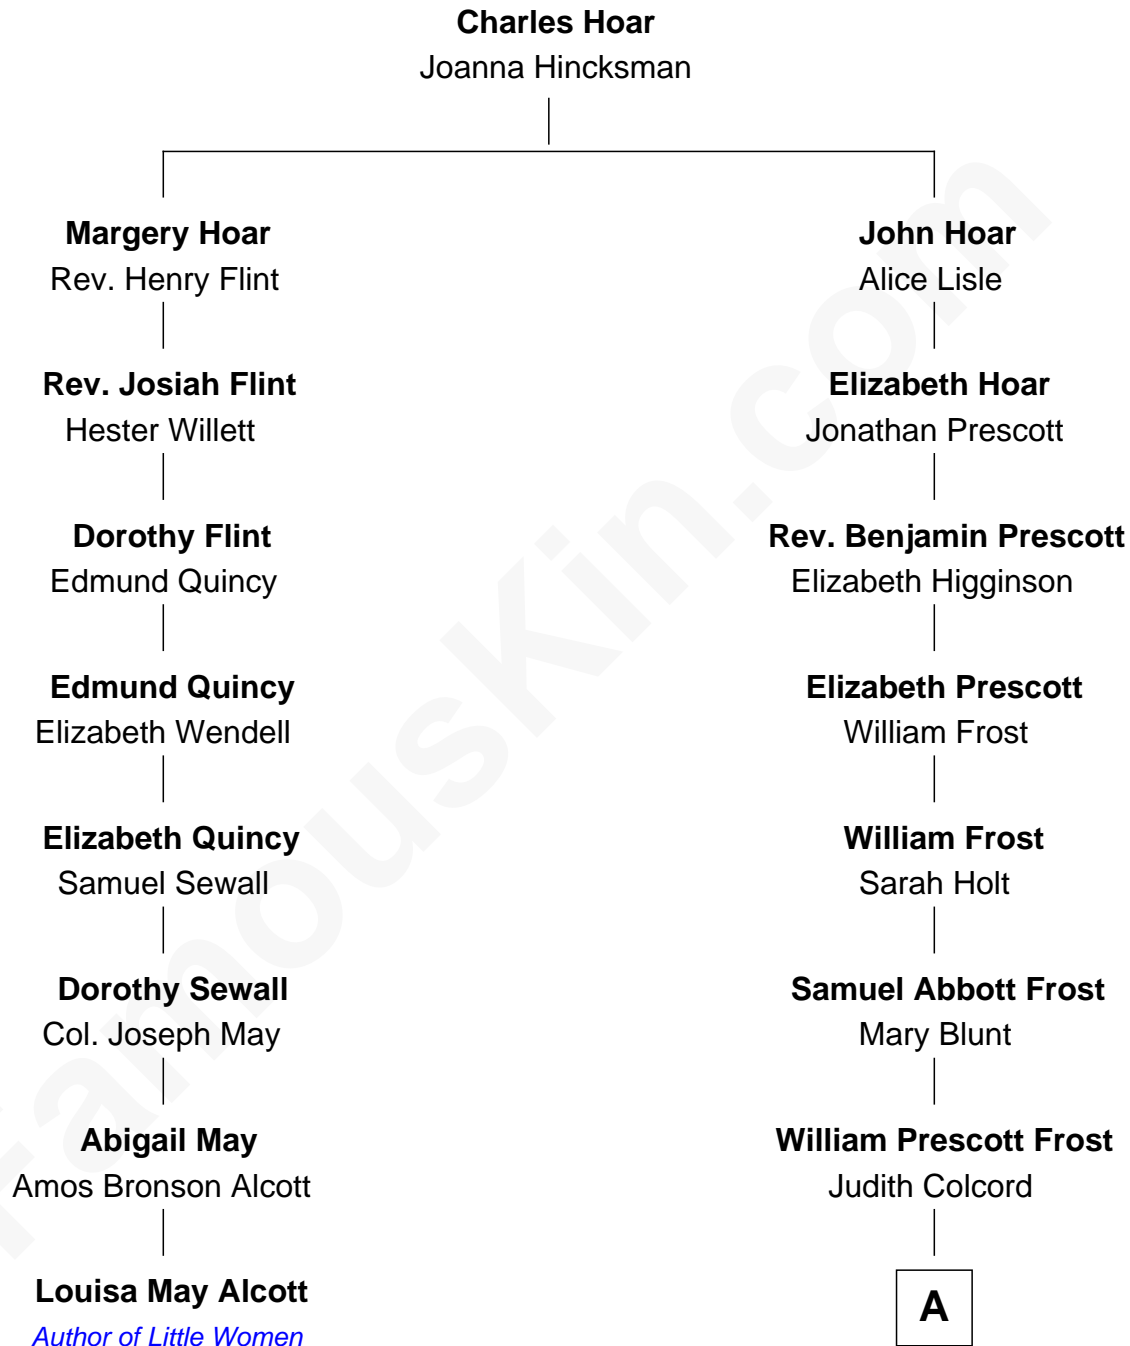 Charles Hoar
Joanna Hincksman
Margery Hoar
Rev. Henry Flint
John Hoar
Alice Lisle
Rev. Josiah Flint
Hester Willett
Elizabeth Hoar
Jonathan Prescott
Dorothy Flint
Edmund Quincy
Rev. Benjamin Prescott
Elizabeth Higginson
Edmund Quincy
Elizabeth Wendell
Elizabeth Prescott
William Frost
Elizabeth Quincy
Samuel Sewall
William Frost
Sarah Holt
Dorothy Sewall
Col. Joseph May
Samuel Abbott Frost
Mary Blunt
Abigail May
Amos Bronson Alcott
William Prescott Frost
Judith Colcord
Louisa May Alcott
Author of Little Women
A
FamousKin.com